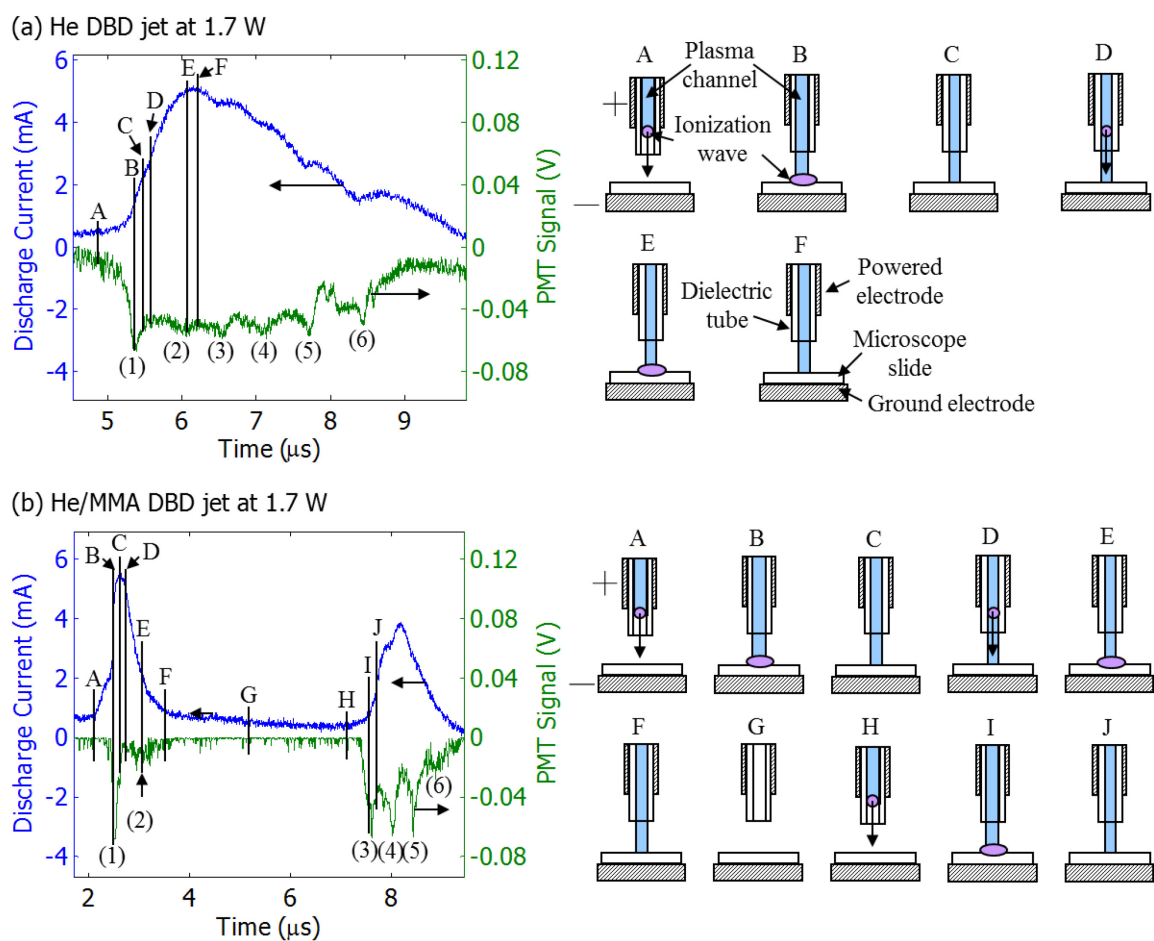 (a) He DBD jet at 1.7 W
Discharge Current (mA)
6
4
2
0
-2
-4
0.12
0.08
0.04
0
-0.04
-0.08
PMT Signal (V)
A
B
C
D
E
F
(1)
(2)
(3)
(4)
(5)
(6)
5
6
7
8
9
Time (μs)
A
B
C
D
Plasma
channel
+
Ionization
wave
−
E
F
Powered
electrode
Dielectric
tube
Microscope
slide
Ground electrode
(b) He/MMA DBD jet at 1.7 W
Discharge Current (mA)
6
4
2
0
-2
-4
0.12
0.08
0.04
0
-0.04
-0.08
PMT Signal (V)
A
B
C
D
E
F
G
H
I
J
(1)
(2)
(3)
(4)
(5)
(6)
2
4
6
8
Time (μs)
A
B
C
D
E
+
−
F
G
H
I
J